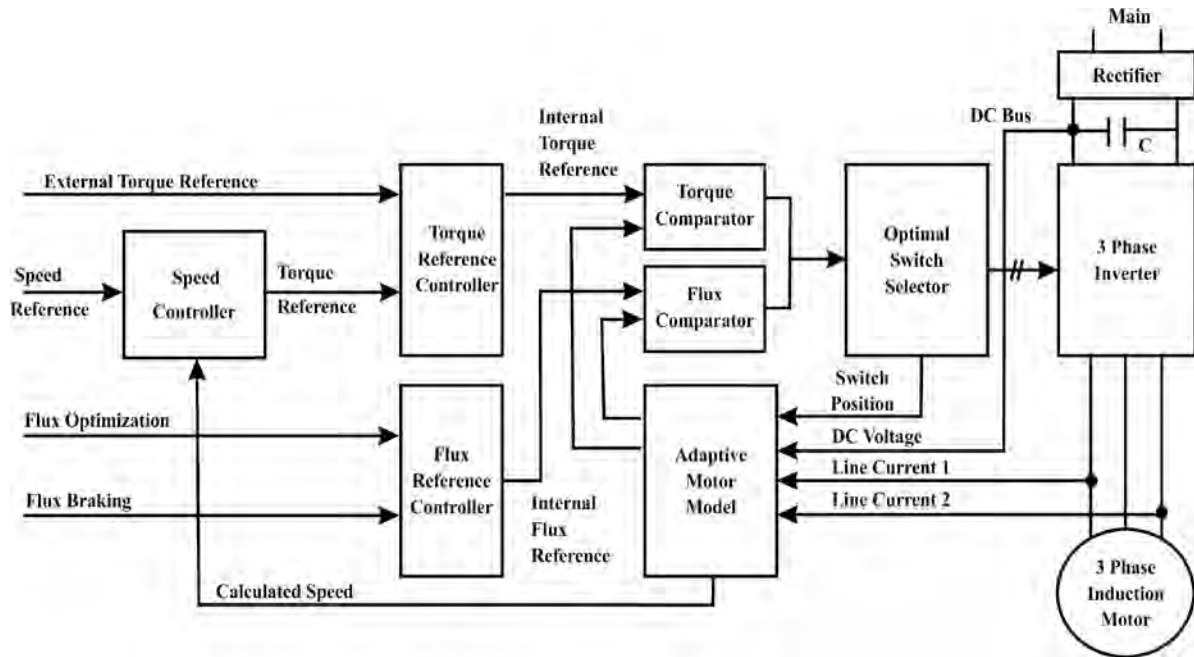 Main
Rectifier
DC Bus
C
Internal
Torque
Reference
External Torque Reference
Torque
Reference
Controller
Torque
Comparator
Optimal
Switch
Selector
3 Phase
Inverter
Speed
Reference
Speed
Controller
Torque
Reference
Flux
Comparator
Switch
Position
Flux Optimization
DC Voltage
Flux
Reference
Controller
Adaptive
Motor
Model
Line Current 1
Flux Braking
Line Current 2
Internal
Flux
Reference
3 Phase
Induction
Motor
Calculated Speed